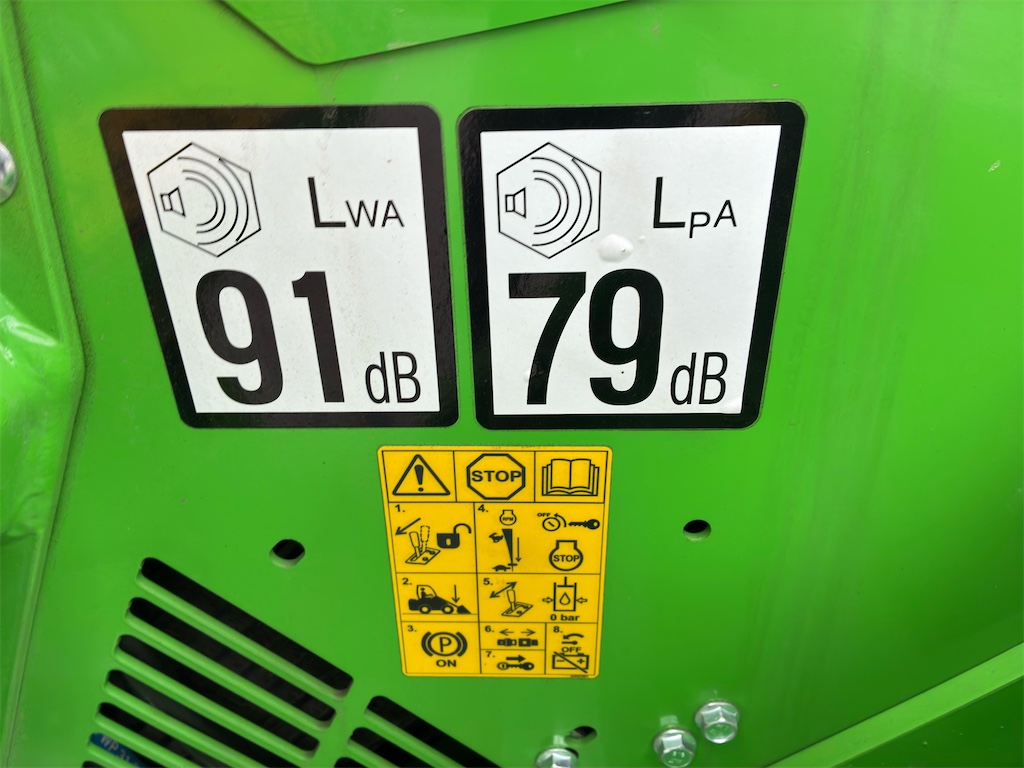 LWA
91 dB
LPA
79 dB
STOP
1.
4.
RPM
OFF
STOP
2.
5.
0 bar
3.
P
ON
6.
8.
OFF
7.